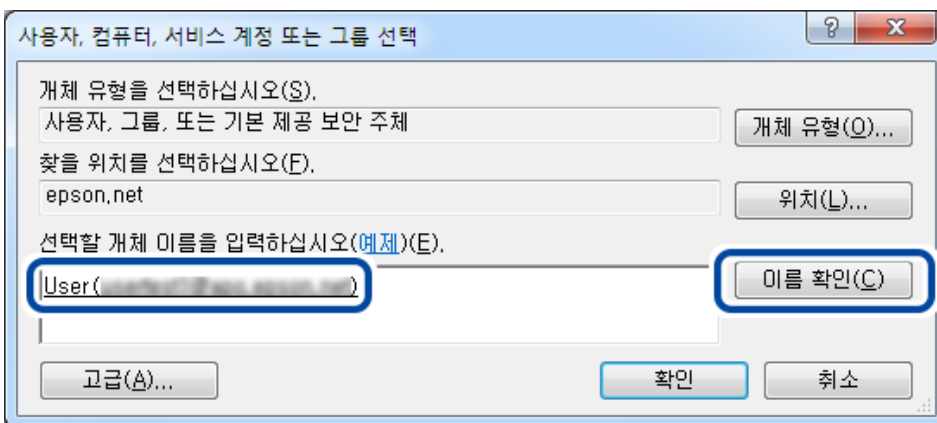 사용자, 컴퓨터, 서비스 계정 또는 그룹 선택
개체 유형을 선택하십시오(S).
사용자, 그룹, 또는 기본 제공 보안 주체
개체 유형(O)...
찾을 위치를 선택하십시오(F).
epson.net
위치(L)...
선택할 개체 이름을 입력하십시오(예제)(E).
User( )
이름 확인(C)
고급(A)...
확인
취소